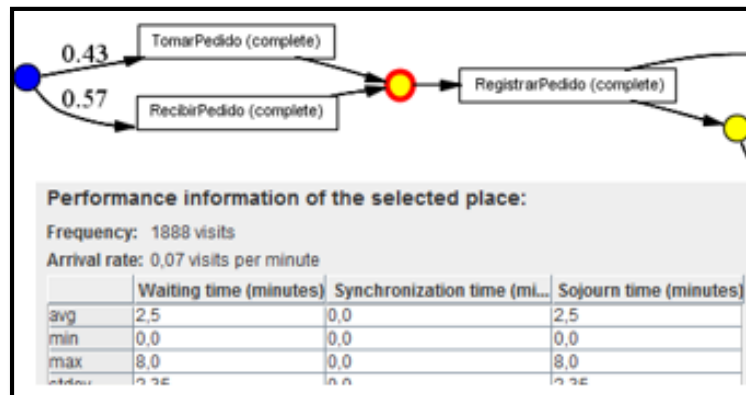 TomarPedido (complete)
0.43
RegistrarPedido (complete)
0.57
RecibirPedido (complete)
Performance information of the selected place:
Frequency: 1888 visits
Arrival rate: 0,07 visits per minute
Waiting time (minutes) Synchronization time (mi... Sojourn time (minutes)
avg 2,5 0,0 2,5
min 0,0 0,0 0,0
max 8,0 0,0 8,0